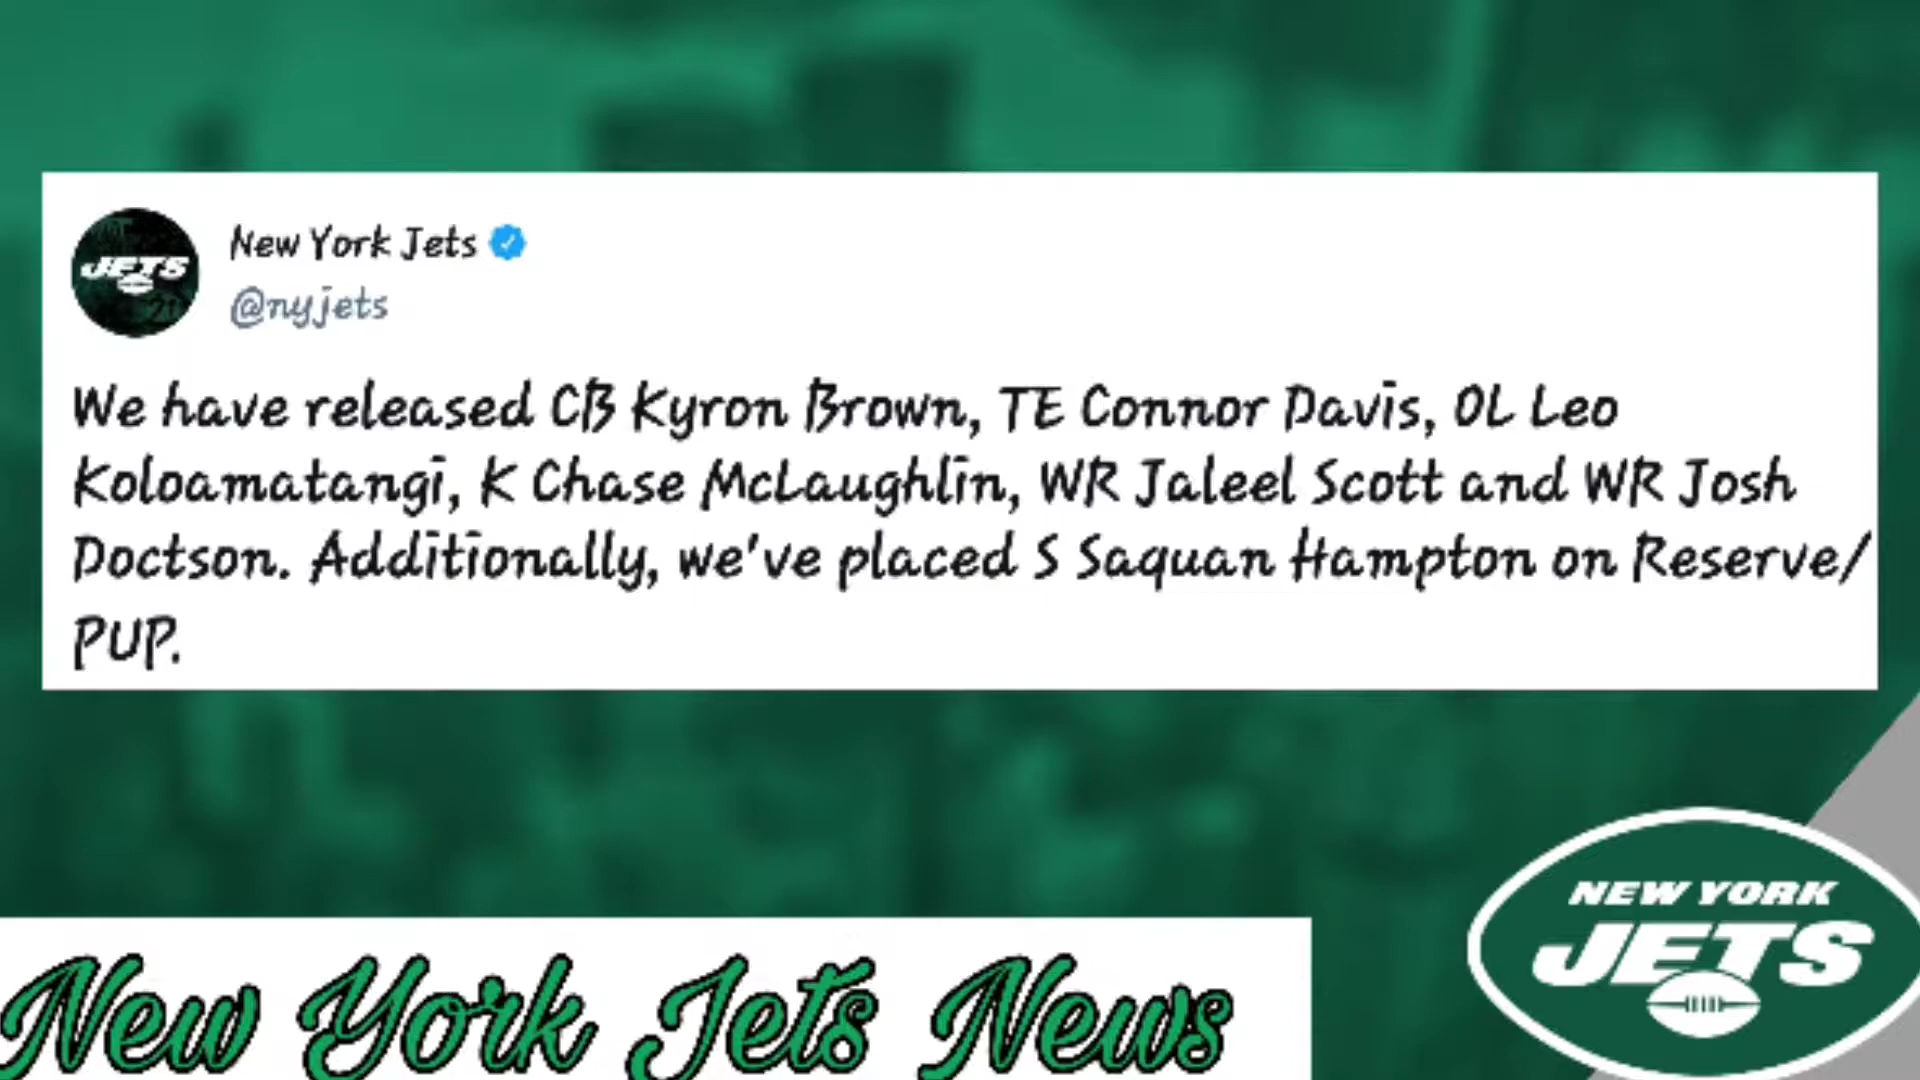 New York Jets
@nyjets
We have released CB Kyron Brown, TE Connor Davis, OL Leo
Koloamatangi, K Chase McLaughlin, WR Jaleel Scott and WR Josh
Doctson. Additionally, we've placed S Saquan Hampton on Reserve/
PUP.
JETS
NEW YORK
JETS
New York Jets News